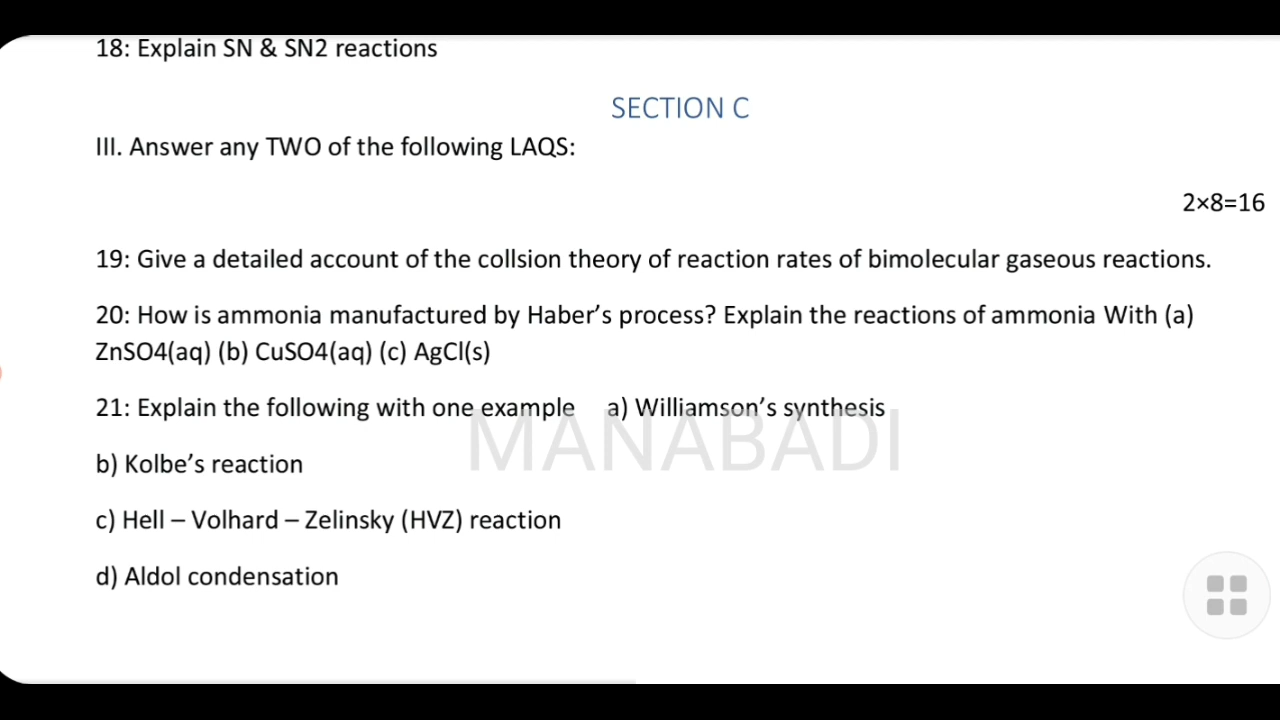 18: Explain SN & SN2 reactions
SECTION C
III. Answer any TWO of the following LAQS:
2×8=16
19: Give a detailed account of the collsion theory of reaction rates of bimolecular gaseous reactions.
20: How is ammonia manufactured by Haber’s process? Explain the reactions of ammonia With (a)
ZnSO4(aq) (b) CuSO4(aq) (c) AgCl(s)
21: Explain the following with one example a) Williamson’s synthesis
MANABADI
b) Kolbe’s reaction
c) Hell – Volhard – Zelinsky (HVZ) reaction
d) Aldol condensation